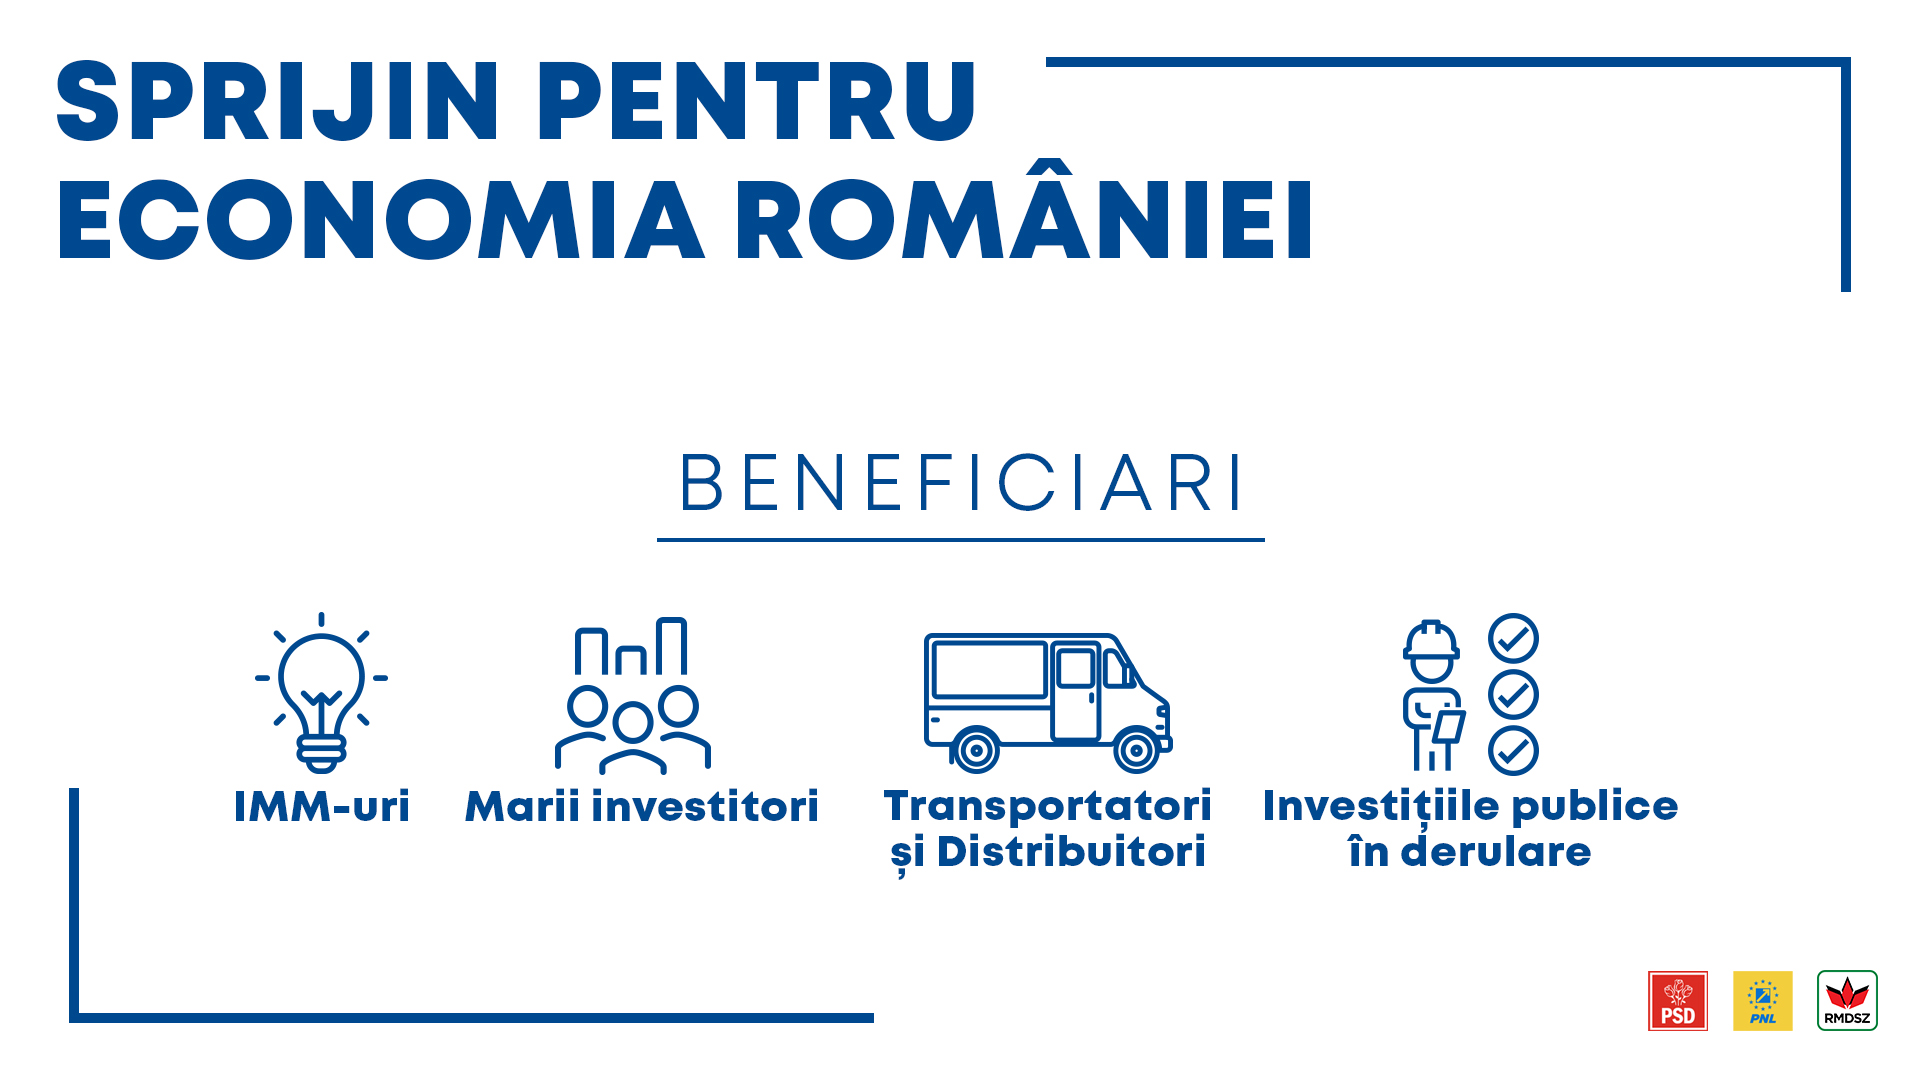 SPRIJIN PENTRU
ECONOMIA ROMÂNIEI
BENEFICIARI
IMM-uri
Marii investitori
Transportatori
și Distribuitori
Investițiile publice
în derulare
PSD
PNL
RMDSZ